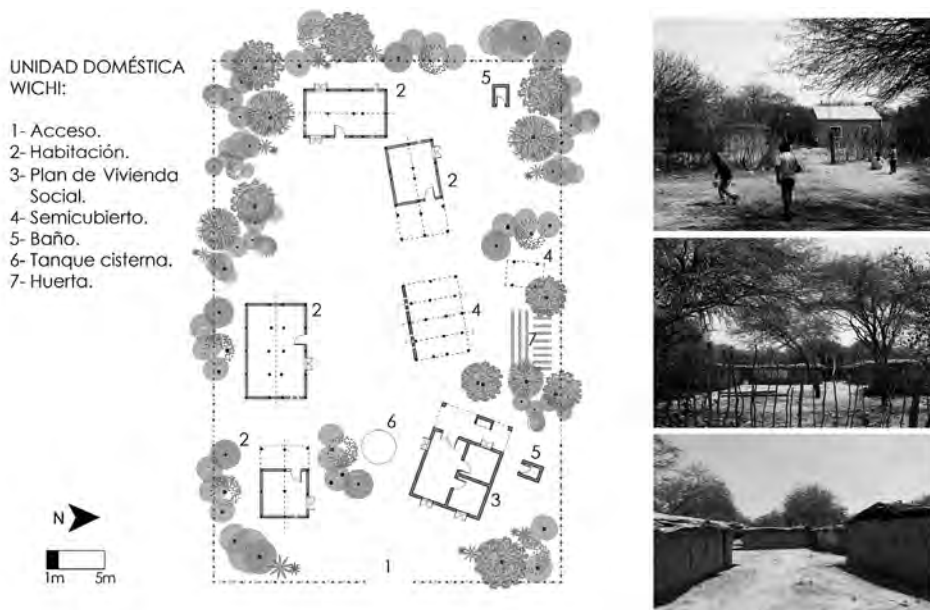 UNIDAD DOMÉSTICA
WICHI:
1- Acceso.
2- Habitación.
3- Plan de Vivienda
Social.
4- Semicubierto.
5- Baño.
6- Tanque cisterna.
7- Huerta.
2
5
2
4
2
4
7
6
2
5
3
N
1m 5m
1